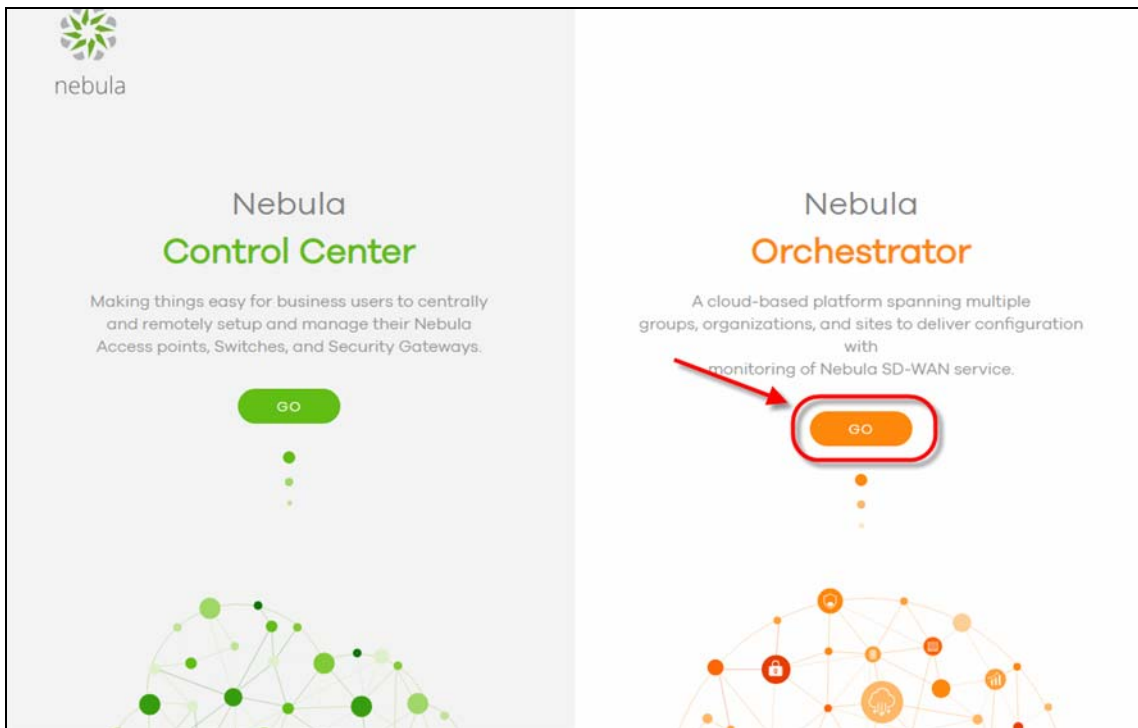 nebula
Nebula
Control Center
Making things easy for business users to centrally
and remotely setup and manage their Nebula
Access points, Switches, and Security Gateways.
GO
Nebula
Orchestrator
A cloud-based platform spanning multiple
groups, organizations, and sites to deliver configuration
with
monitoring of Nebula SD-WAN service.
GO